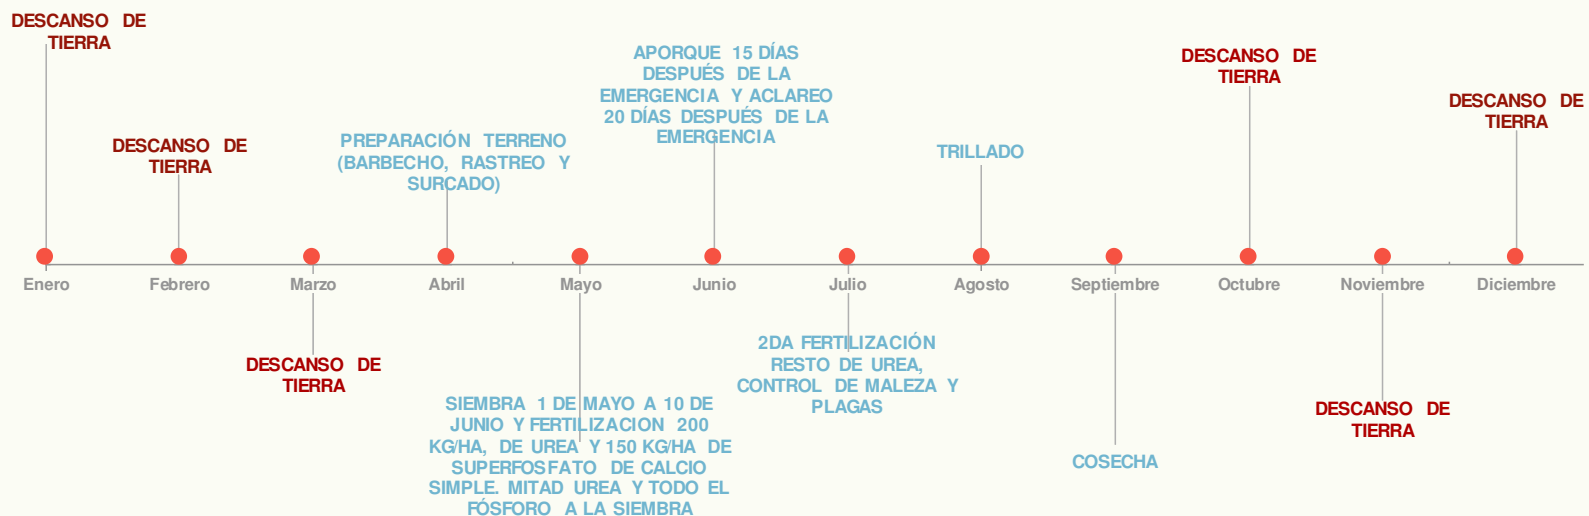 DESCANSO DE
TIERRA
DESCANSO DE
TIERRA
PREPARACIÓN TERRENO
(BARBECHO, RASTREO Y
SURCADO)
APORQUE 15 DÍAS
DESPUÉS DE LA
EMERGENCIA Y ACLAREO
20 DÍAS DESPUÉS DE LA
EMERGENCIA
TRILLADO
DESCANSO DE
TIERRA
DESCANSO DE
TIERRA
Enero Febrero Marzo Abril Mayo Junio Julio Agosto Septiembre Octubre Noviembre Diciembre
DESCANSO DE
TIERRA
SIEMBRA 1 DE MAYO A 10 DE
JUNIO Y FERTILIZACION 200
KG/HA, DE UREA Y 150 KG/HA DE
SUPERFOSFATO DE CALCIO
SIMPLE. MITAD UREA Y TODO EL
FÓSFORO A LA SIEMBRA
2DA FERTILIZACIÓN
RESTO DE UREA,
CONTROL DE MALEZA Y
PLAGAS
COSECHA
DESCANSO DE
TIERRA